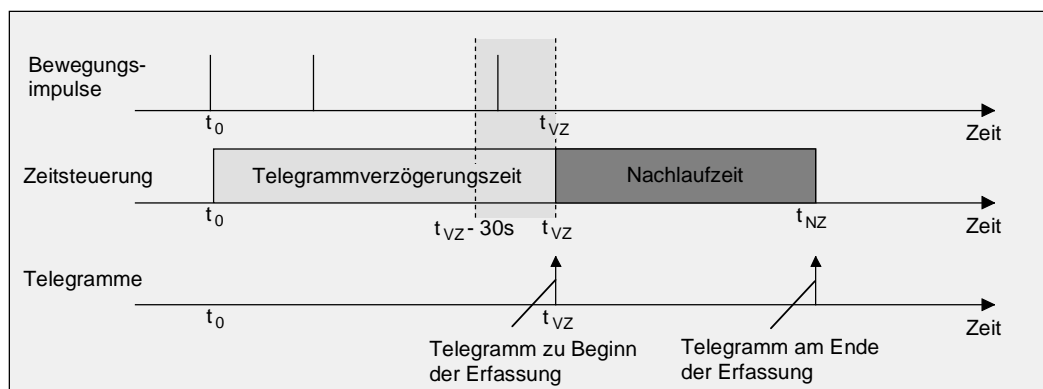 Bewegungs-
impulse
t0
tVZ
Zeit
Zeitsteuerung
Telegrammverzögerungszeit
Nachlaufzeit
t0
tVZ - 30s
tVZ
tNZ
Zeit
Telegramme
t0
tVZ
Zeit
Telegramm zu Beginn
der Erfassung
Telegramm am Ende
der Erfassung